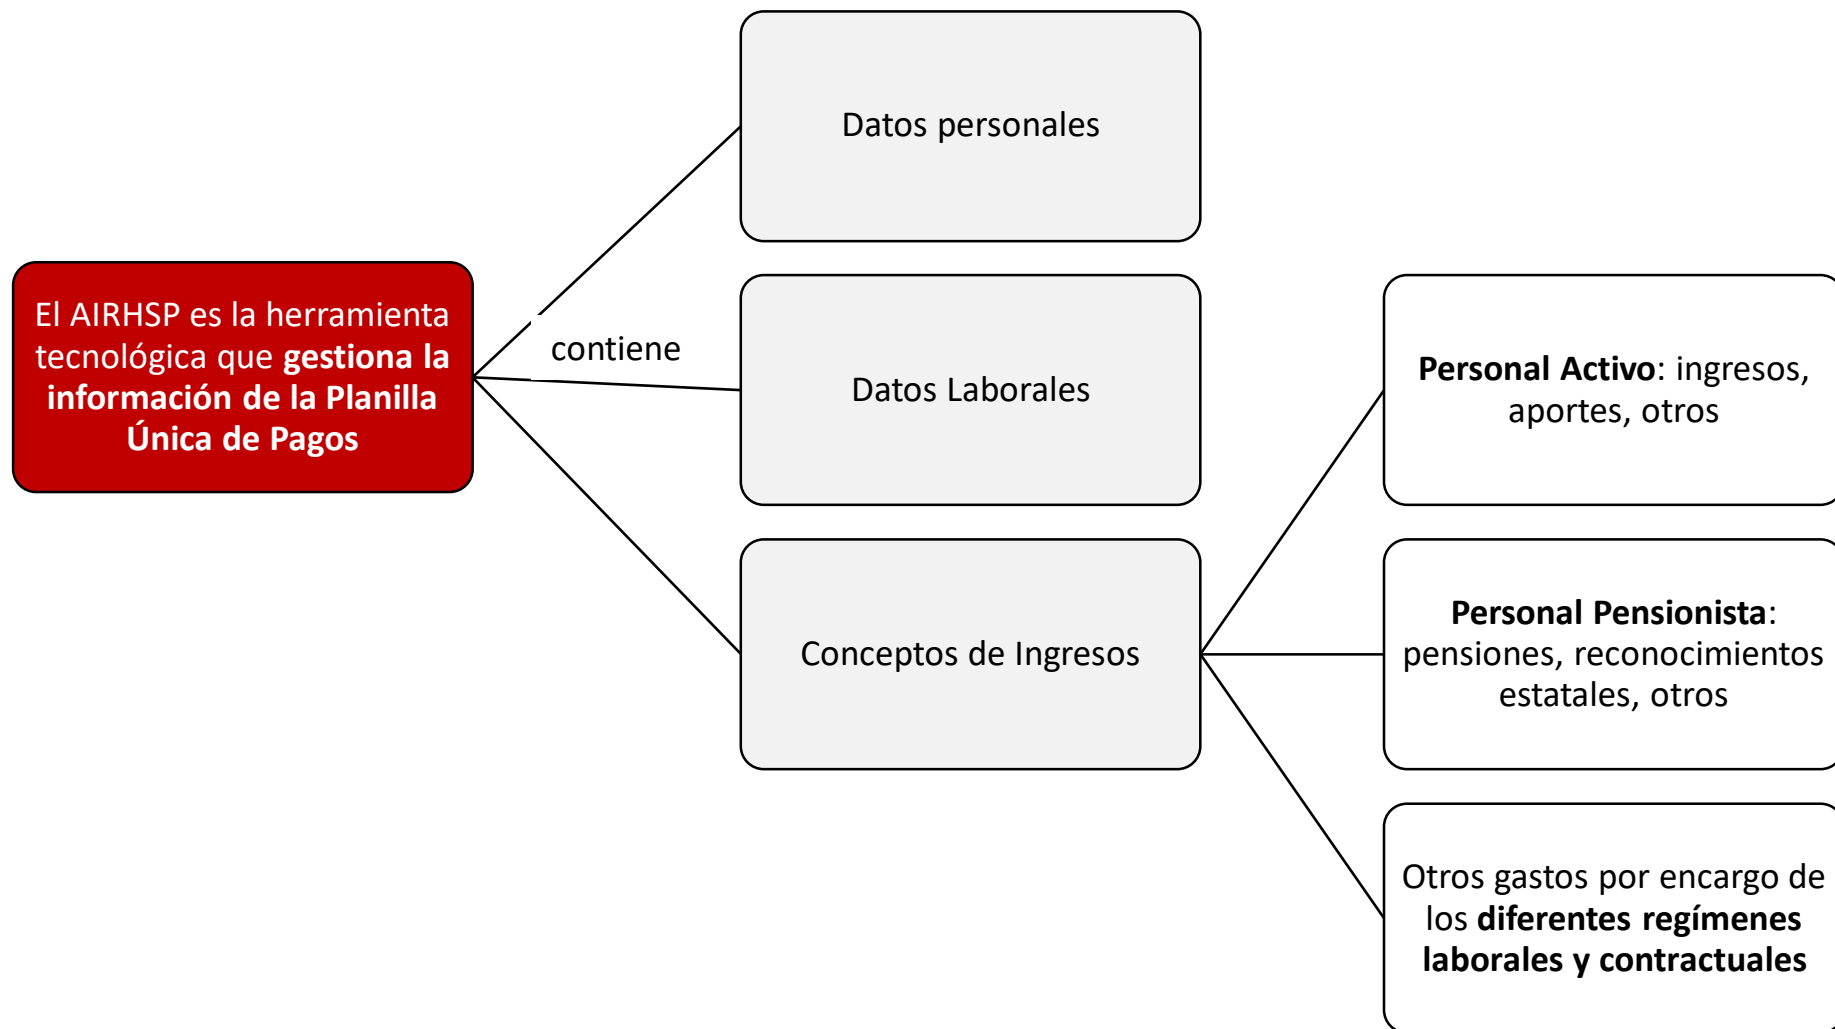 El AIRHSP es la herramienta
tecnológica que gestiona la
información de la Planilla
Única de Pagos
contiene
Datos personales
Datos Laborales
Conceptos de Ingresos
Personal Activo: ingresos,
aportes, otros
Personal Pensionista:
pensiones, reconocimientos
estatales, otros
Otros gastos por encargo de
los diferentes regímenes
laborales y contractuales